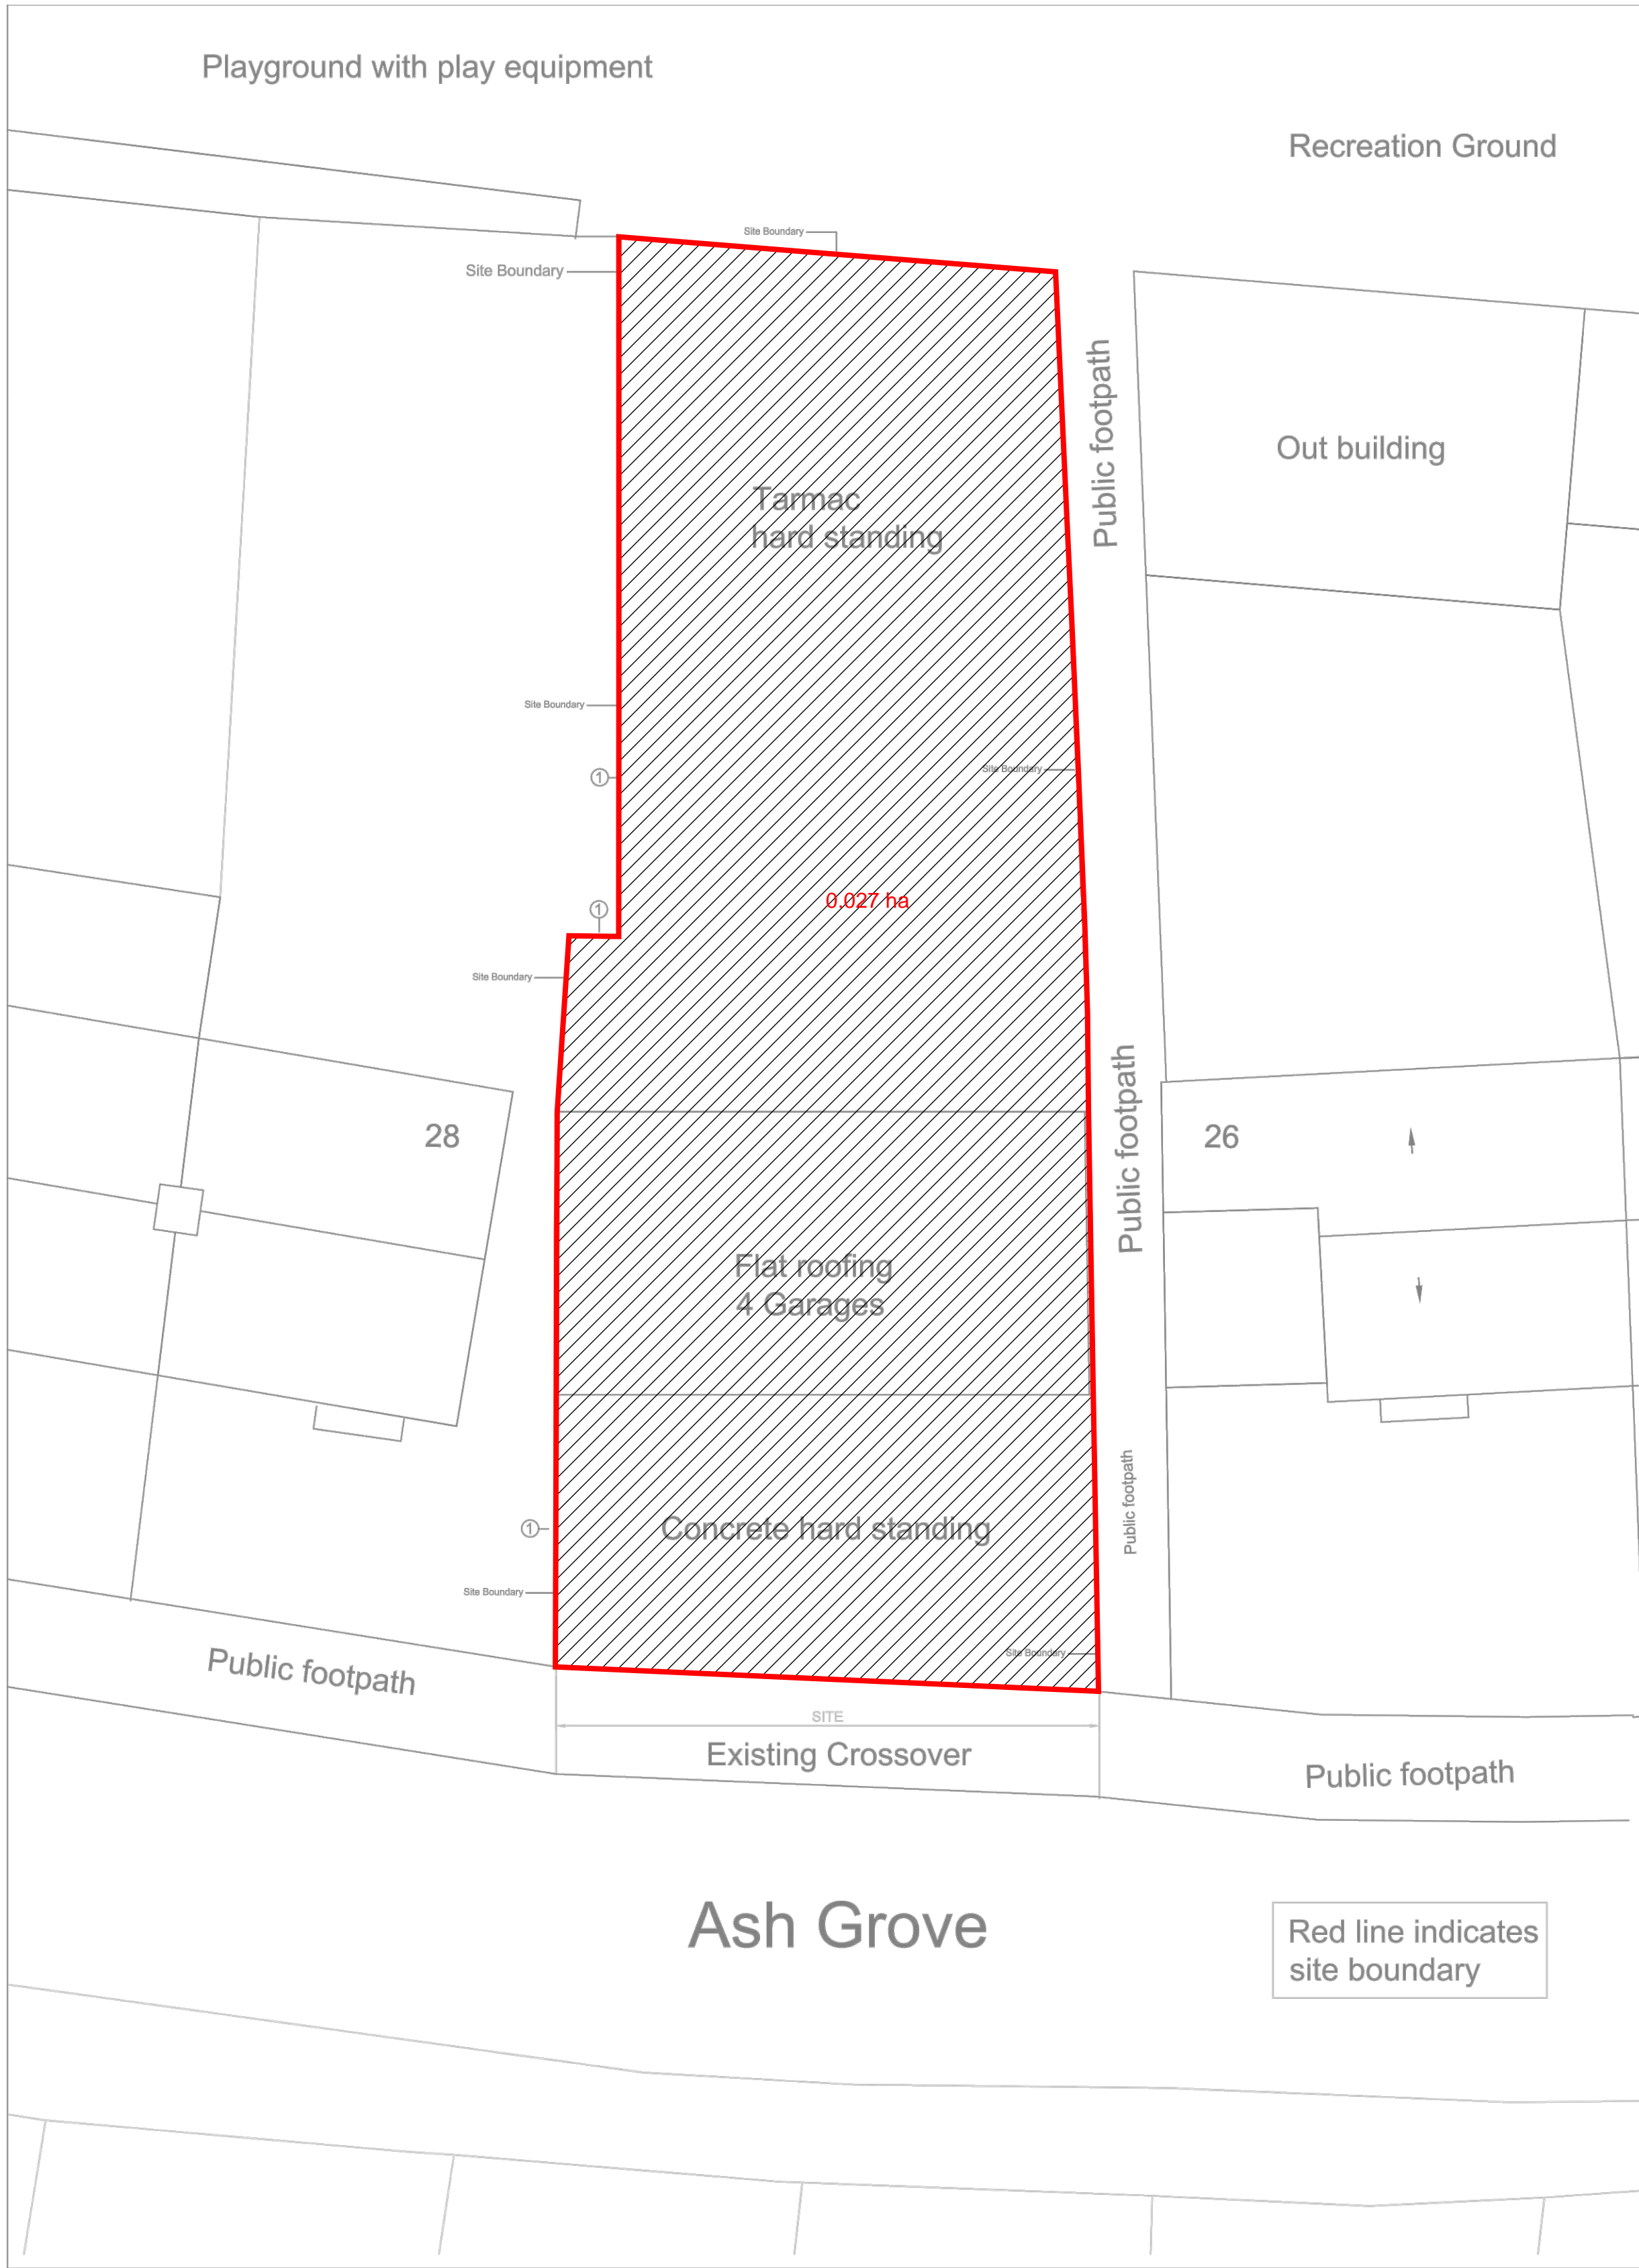 Playground with play equipment
Recreation Ground
Site Boundary
Site Boundary
Public footpath
Out building
Tarmac
hard standing
Site Boundary
Site Boundary
1
0.027 ha
1
Site Boundary
Public footpath
28
26
Flat roofing
4 Garages
Public footpath
1
Concrete hard standing
Site Boundary
Site Boundary
Public footpath
SITE
Existing Crossover
Public footpath
Ash Grove
Red line indicates
site boundary